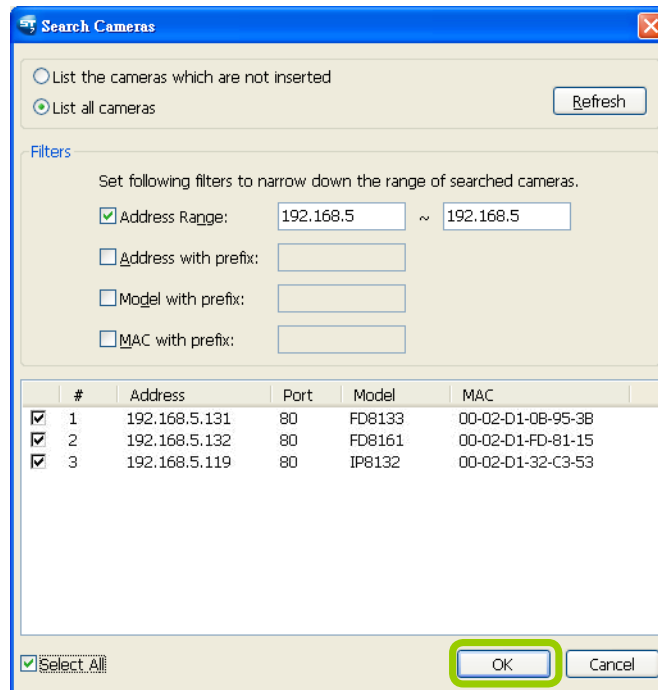 ST Search Cameras
List the cameras which are not inserted
List all cameras
Refresh
Filters
Set following filters to narrow down the range of searched cameras.
Address Range: 192.168.5 ~ 192.168.5
Address with prefix:
Model with prefix:
MAC with prefix:
# Address Port Model MAC
1 192.168.5.131 80 FD8133 00-02-D1-0B-95-3B
2 192.168.5.132 80 FD8161 00-02-D1-FD-81-15
3 192.168.5.119 80 IP8132 00-02-D1-32-C3-53
Select All
OK Cancel